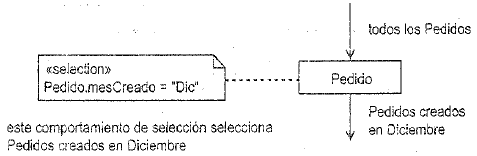 todos los Pedidos
«selection»
Pedido.mesCreado = "Dic"
Pedido
Pedidos creados
en Diciembre
este comportamiento de selección selecciona
Pedidos creados en Diciembre